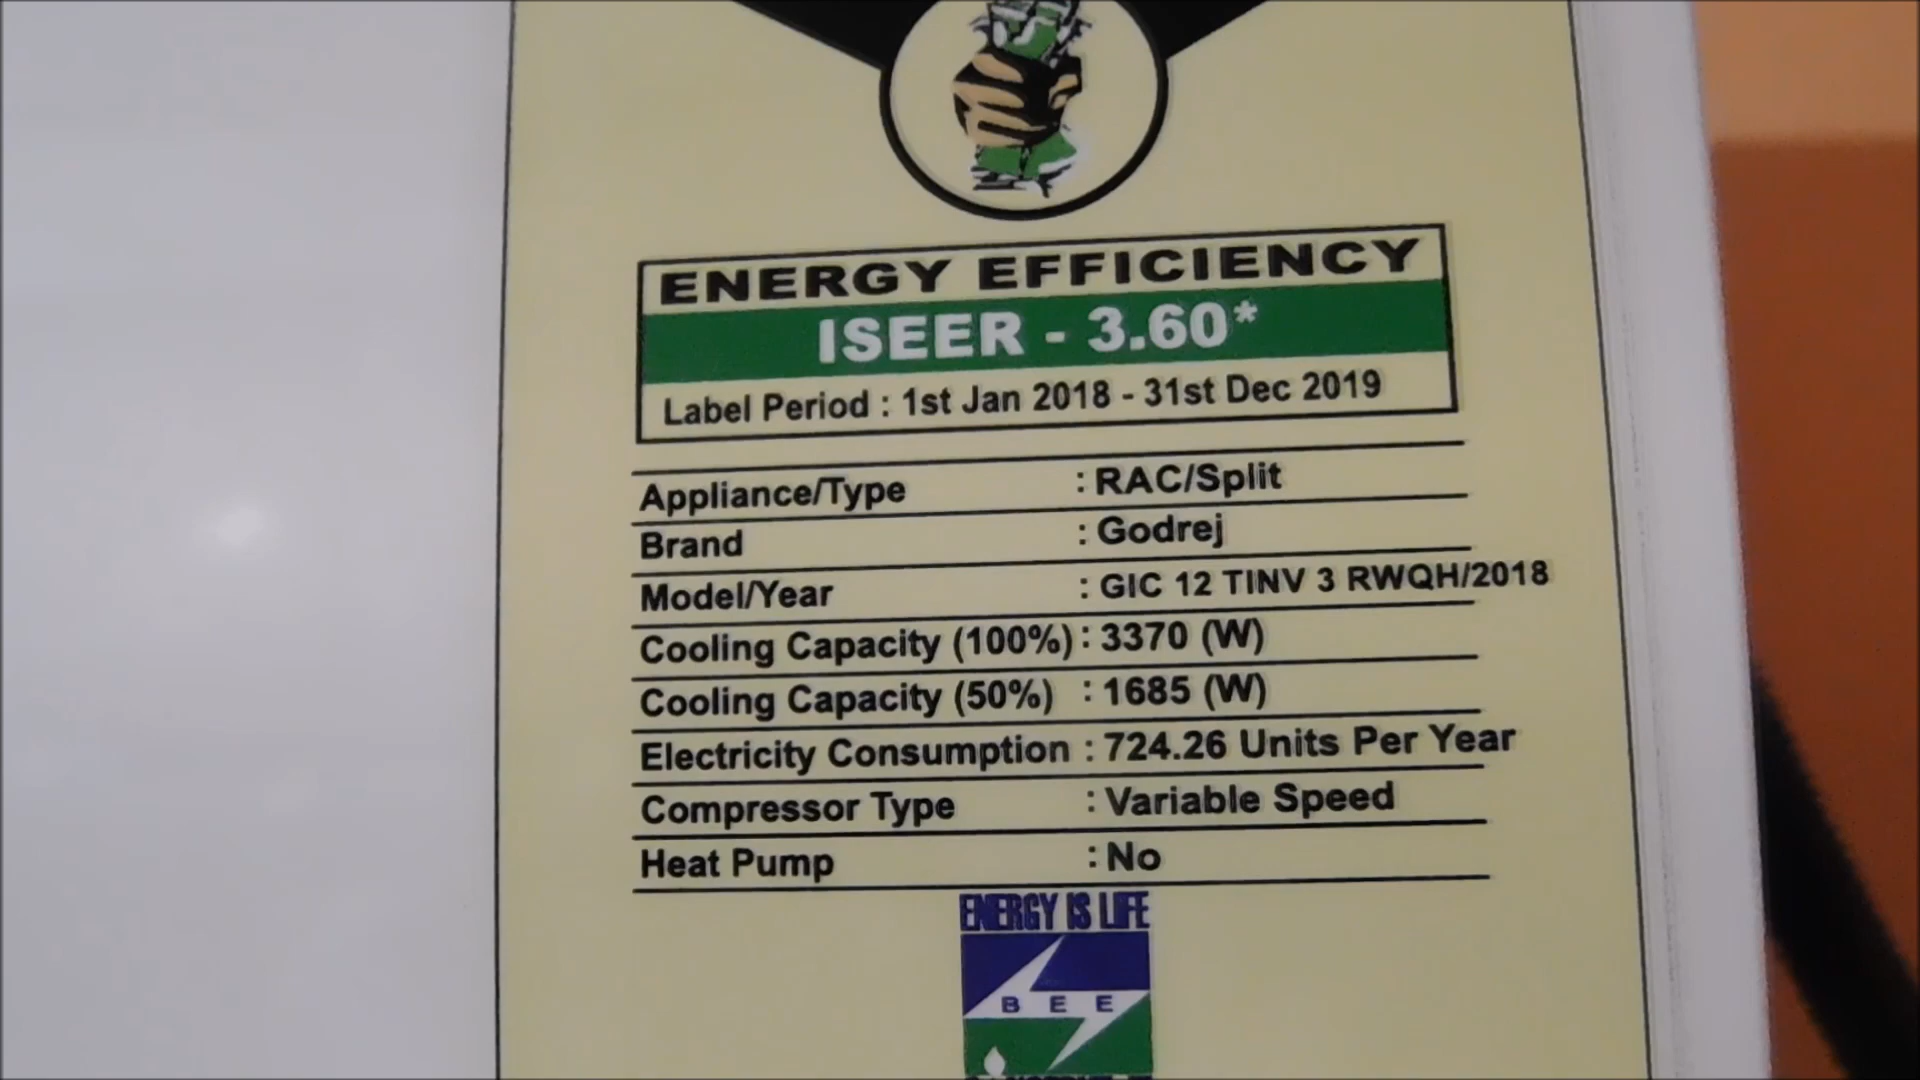 ENERGY EFFICIENCY
ISEER - 3.60*
Label Period : 1st Jan 2018 - 31st Dec 2019
Appliance/Type : RAC/Split
Brand : Godrej
Model/Year : GIC 12 TINV 3 RWQH/2018
Cooling Capacity (100%) : 3370 (W)
Cooling Capacity (50%) : 1685 (W)
Electricity Consumption : 724.26 Units Per Year
Compressor Type : Variable Speed
Heat Pump : No
ENERGY IS LIFE
BEE